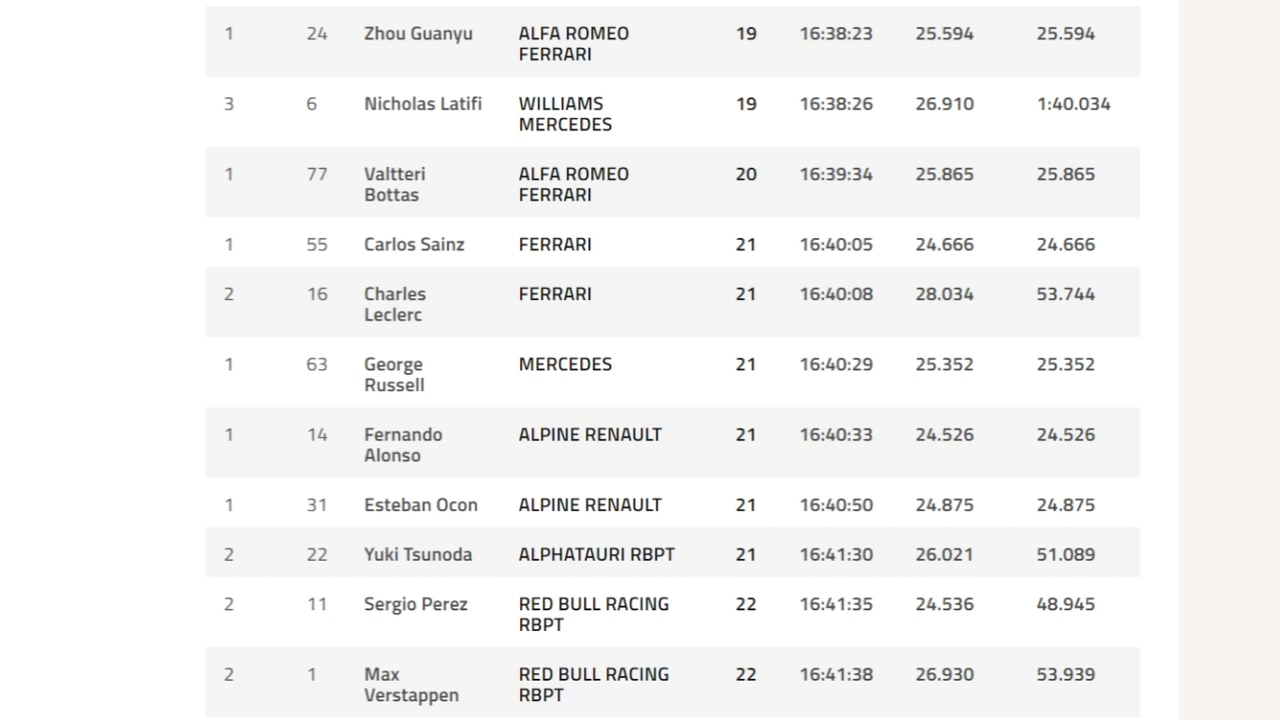 1 24 Zhou Guanyu ALFA ROMEO 19 16:38:23 25.594 25.594
FERRARI
3 6 Nicholas Latifi WILLIAMS 19 16:38:26 26.910 1:40.034
MERCEDES
1 77 Valtteri ALFA ROMEO 20 16:39:34 25.865 25.865
Bottas FERRARI
1 55 Carlos Sainz FERRARI 21 16:40:05 24.666 24.666
2 16 Charles FERRARI 21 16:40:08 28.034 53.744
Leclerc
1 63 George MERCEDES 21 16:40:29 25.352 25.352
Russell
1 14 Fernando ALPINE RENAULT 21 16:40:33 24.526 24.526
Alonso
1 31 Esteban Ocon ALPINE RENAULT 21 16:40:50 24.875 24.875
2 22 Yuki Tsunoda ALPHATAURI RBPT 21 16:41:30 26.021 51.089
2 11 Sergio Perez RED BULL RACING 22 16:41:35 24.536 48.945
RBPT
2 1 Max RED BULL RACING 22 16:41:38 26.930 53.939
Verstappen RBPT